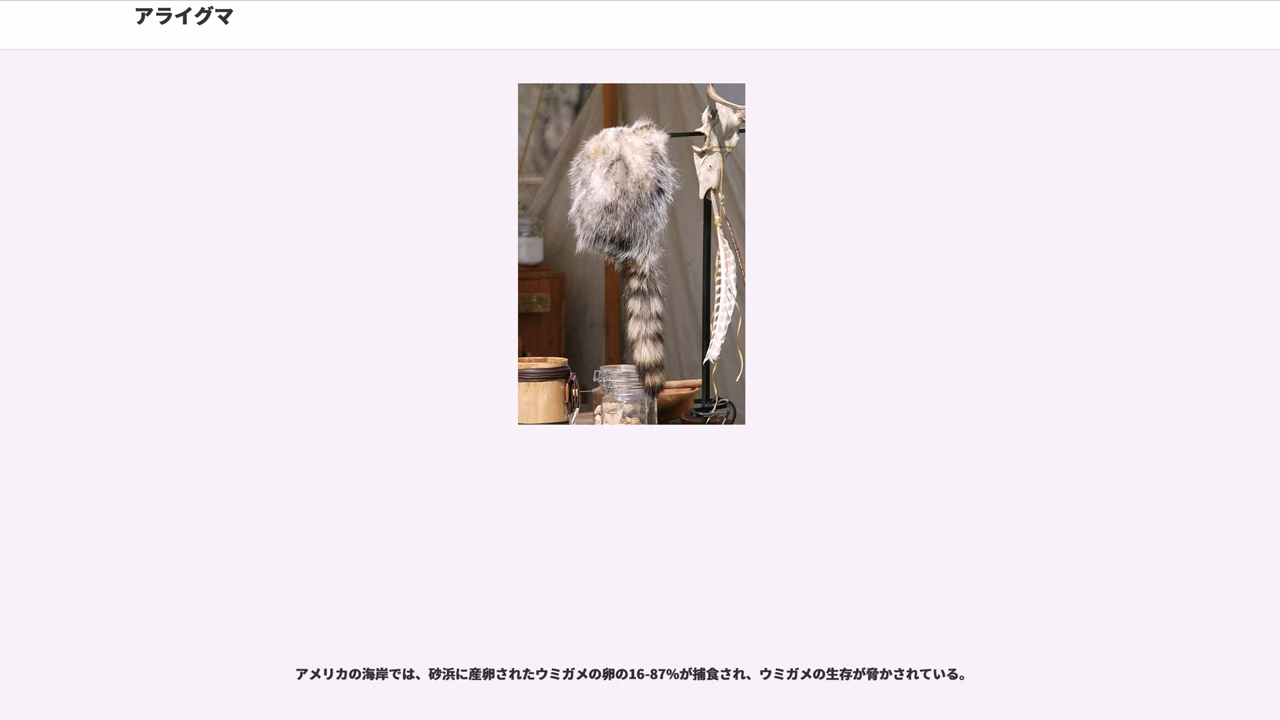 アライグマ
アメリカの海岸では、砂浜に産卵されたウミガメの卵の16-87%が捕食され、ウミガメの生存が脅かされている。